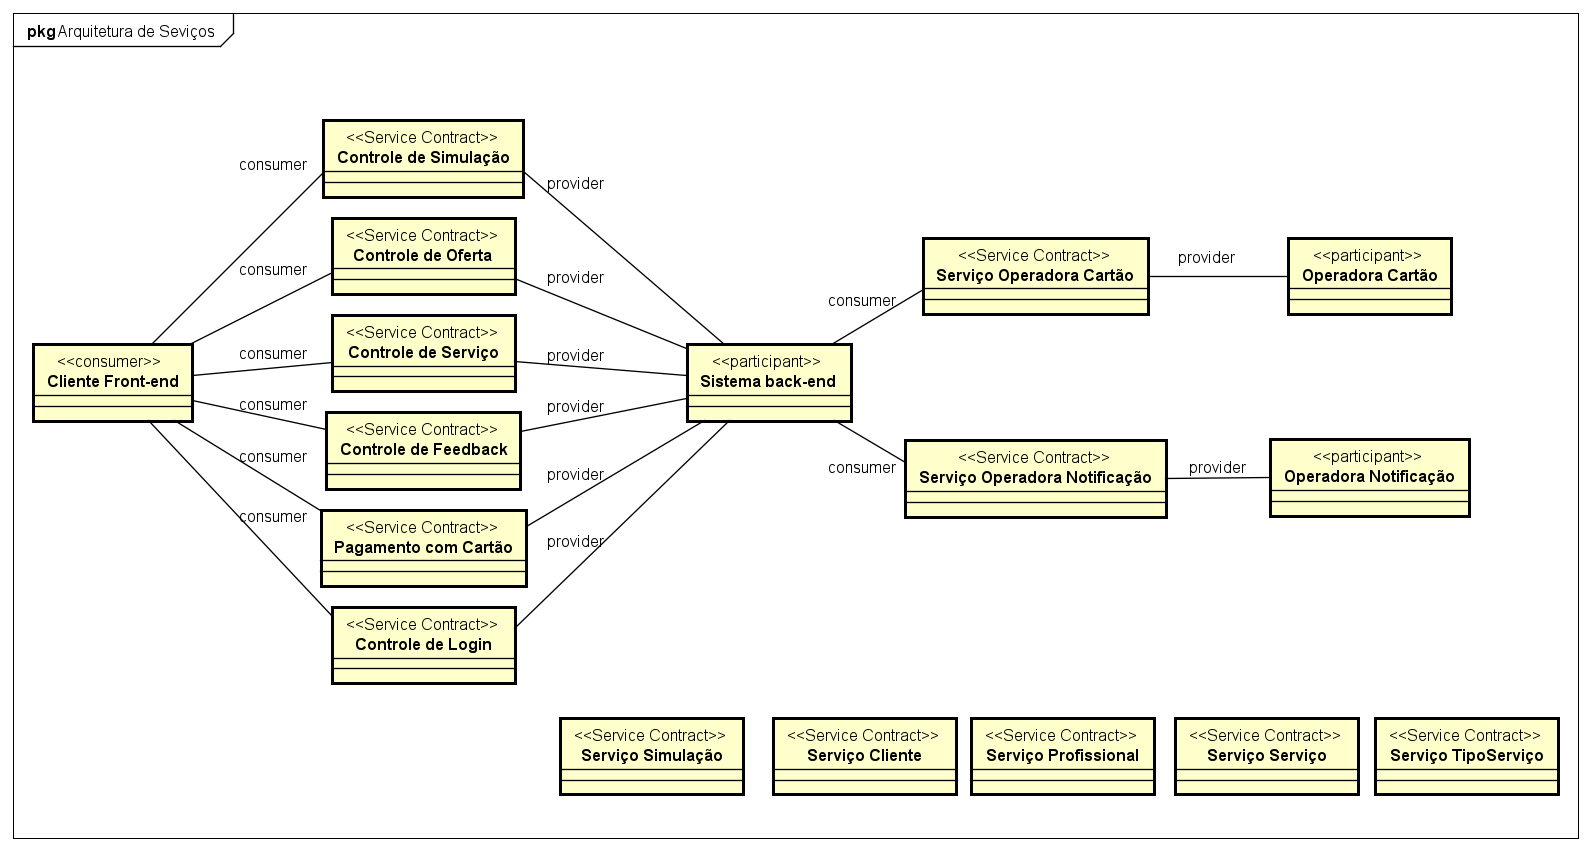 pkg Arquitetura de Seviços
<<Service Contract>>
Controle de Simulação
consumer
provider
<<Service Contract>>
Controle de Oferta
consumer
provider
<<Service Contract>>
Controle de Serviço
consumer
provider
<<consumer>>
Cliente Front-end
<<participant>>
Sistema back-end
consumer
provider
<<Service Contract>>
Controle de Feedback
consumer
provider
<<Service Contract>>
Pagamento com Cartão
consumer
provider
<<Service Contract>>
Controle de Login
consumer
<<Service Contract>>
Serviço Operadora Cartão
provider
<<participant>>
Operadora Cartão
consumer
<<Service Contract>>
Serviço Operadora Notificação
provider
<<participant>>
Operadora Notificação
<<Service Contract>>
Serviço Simulação
<<Service Contract>>
Serviço Cliente
<<Service Contract>>
Serviço Profissional
<<Service Contract>>
Serviço Serviço
<<Service Contract>>
Serviço TipoServiço